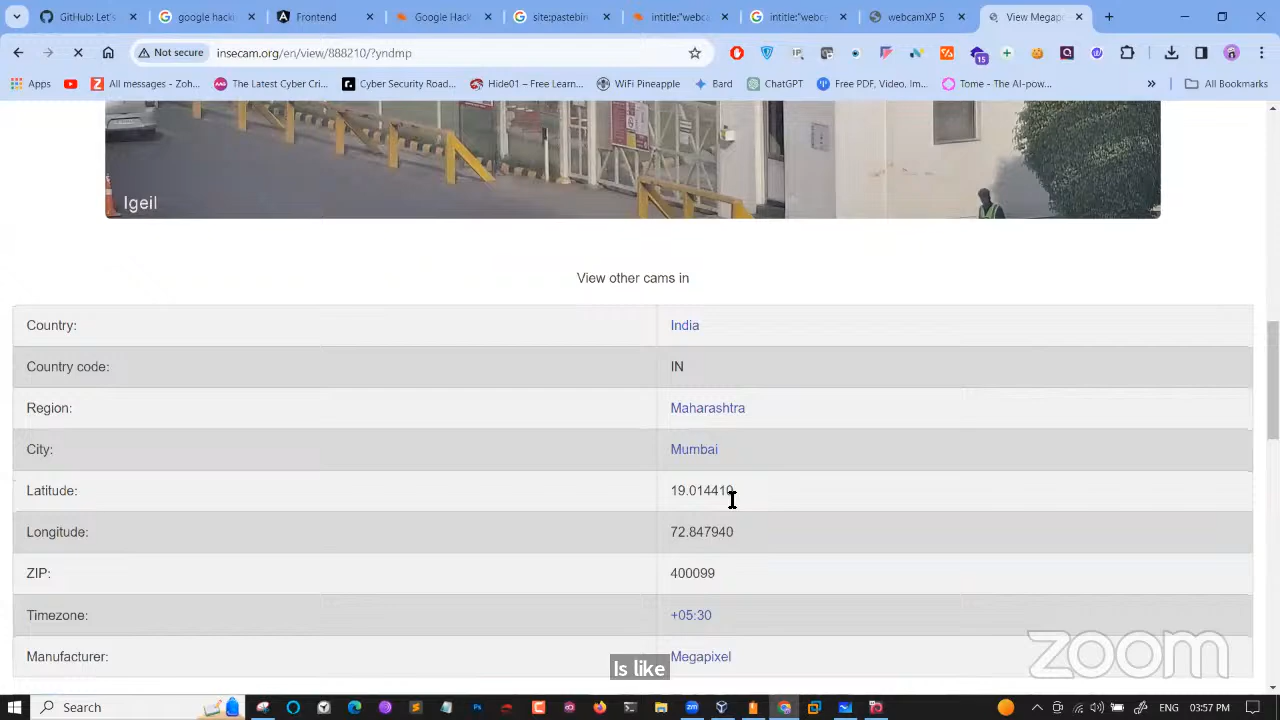 GitHub: Let's
google hack
Frontend
Google Hack
site:pastebin
intitle:"webca
intitle:"webca
webcamXP 5
View Megap
Not secure
insecam.org/en/view/888210/?yndmp
15
Apps
All messages - Zoh...
The Latest Cyber Cri...
Cyber Security Road...
Hide01 – Free Learn...
WiFi Pineapple
Bard
ChatGPT
Free PDF, Video, Im...
Tome - The AI-pow...
All Bookmarks
Igeil
View other cams in
Country: India
Country code: IN
Region: Maharashtra
City: Mumbai
Latitude: 19.014410
Longitude: 72.847940
ZIP: 400099
Timezone: +05:30
Manufacturer: Megapixel
Is like
zoom
Search
ENG
03:57 PM